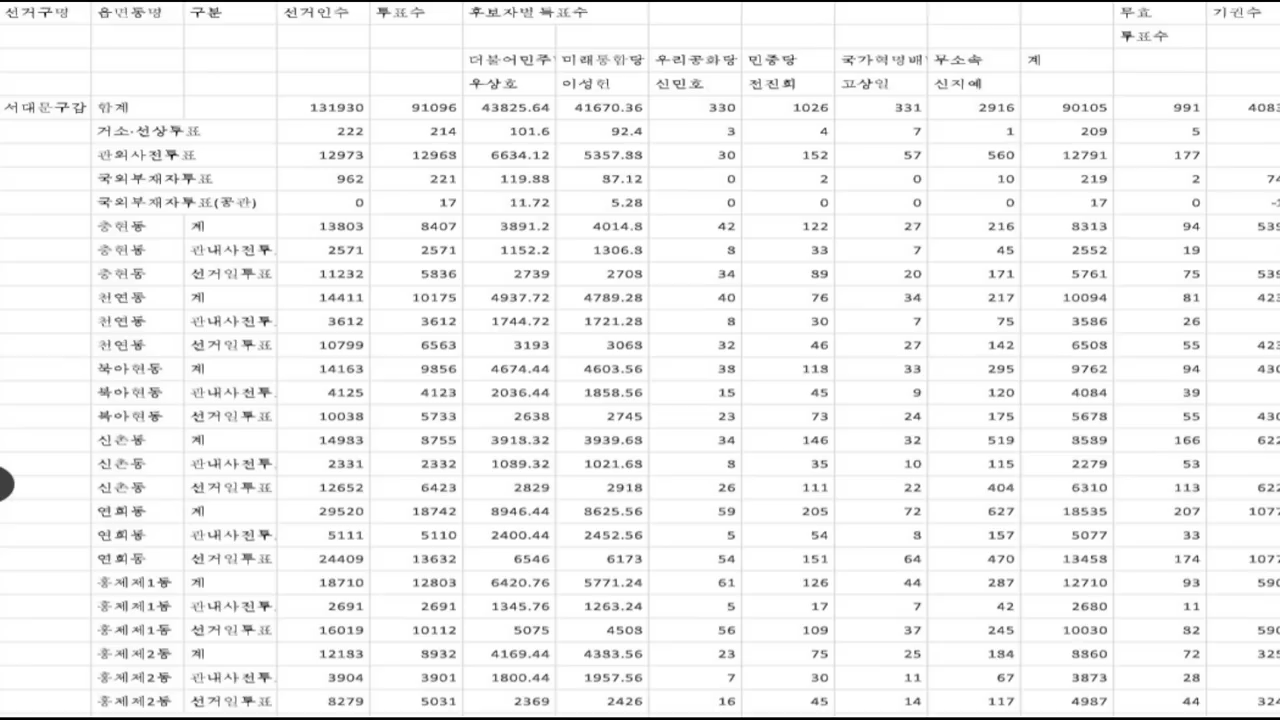 선거구명 읍면동명 구분 선거인수 투표수 후보자별 득표수 무효 기권수
투표수
더불어민주 미래통합당 우리공화당 민중당 국가혁명배 무소속 계
우상호 이성헌 신민호 전진희 고상일 신지예
서대문구갑 합계 131930 91096 43825.64 41670.36 330 1026 331 2916 90105 991 4083
거소·선상투표 222 214 101.6 92.4 3 4 7 1 209 5
관외사전투표 12973 12968 6634.12 5357.88 30 152 57 560 12791 177
국외부재자투표 962 221 119.88 87.12 0 2 0 10 219 2 74
국외부재자투표(공관) 0 17 11.72 5.28 0 0 0 0 17 0 -1
충현동 계 13803 8407 3891.2 4014.8 42 122 27 216 8313 94 539
충현동 관내사전투 2571 2571 1152.2 1306.8 8 33 7 45 2552 19
충현동 선거일투표 11232 5836 2739 2708 34 89 20 171 5761 75 539
천연동 계 14411 10175 4937.72 4789.28 40 76 34 217 10094 81 423
천연동 관내사전투 3612 3612 1744.72 1721.28 8 30 7 75 3586 26
천연동 선거일투표 10799 6563 3193 3068 32 46 27 142 6508 55 423
북아현동 계 14163 9856 4674.44 4603.56 38 118 33 295 9762 94 430
북아현동 관내사전투 4125 4123 2036.44 1858.56 15 45 9 120 4084 39
북아현동 선거일투표 10038 5733 2638 2745 23 73 24 175 5678 55 430
신촌동 계 14983 8755 3918.32 3939.68 34 146 32 519 8589 166 622
신촌동 관내사전투 2331 2332 1089.32 1021.68 8 35 10 115 2279 53
신촌동 선거일투표 12652 6423 2829 2918 26 111 22 404 6310 113 622
연희동 계 29520 18742 8946.44 8625.56 59 205 72 627 18535 207 1077
연희동 관내사전투 5111 5110 2400.44 2452.56 5 54 8 157 5077 33
연희동 선거일투표 24409 13632 6546 6173 54 151 64 470 13458 174 1077
홍제제1동 계 18710 12803 6420.76 5771.24 61 126 44 287 12710 93 590
홍제제1동 관내사전투 2691 2691 1345.76 1263.24 5 17 7 42 2680 11
홍제제1동 선거일투표 16019 10112 5075 4508 56 109 37 245 10030 82 590
홍제제2동 계 12183 8932 4169.44 4383.56 23 75 25 184 8860 72 325
홍제제2동 관내사전투 3904 3901 1800.44 1957.56 7 30 11 67 3873 28
홍제제2동 선거일투표 8279 5031 2369 2426 16 45 14 117 4987 44 324